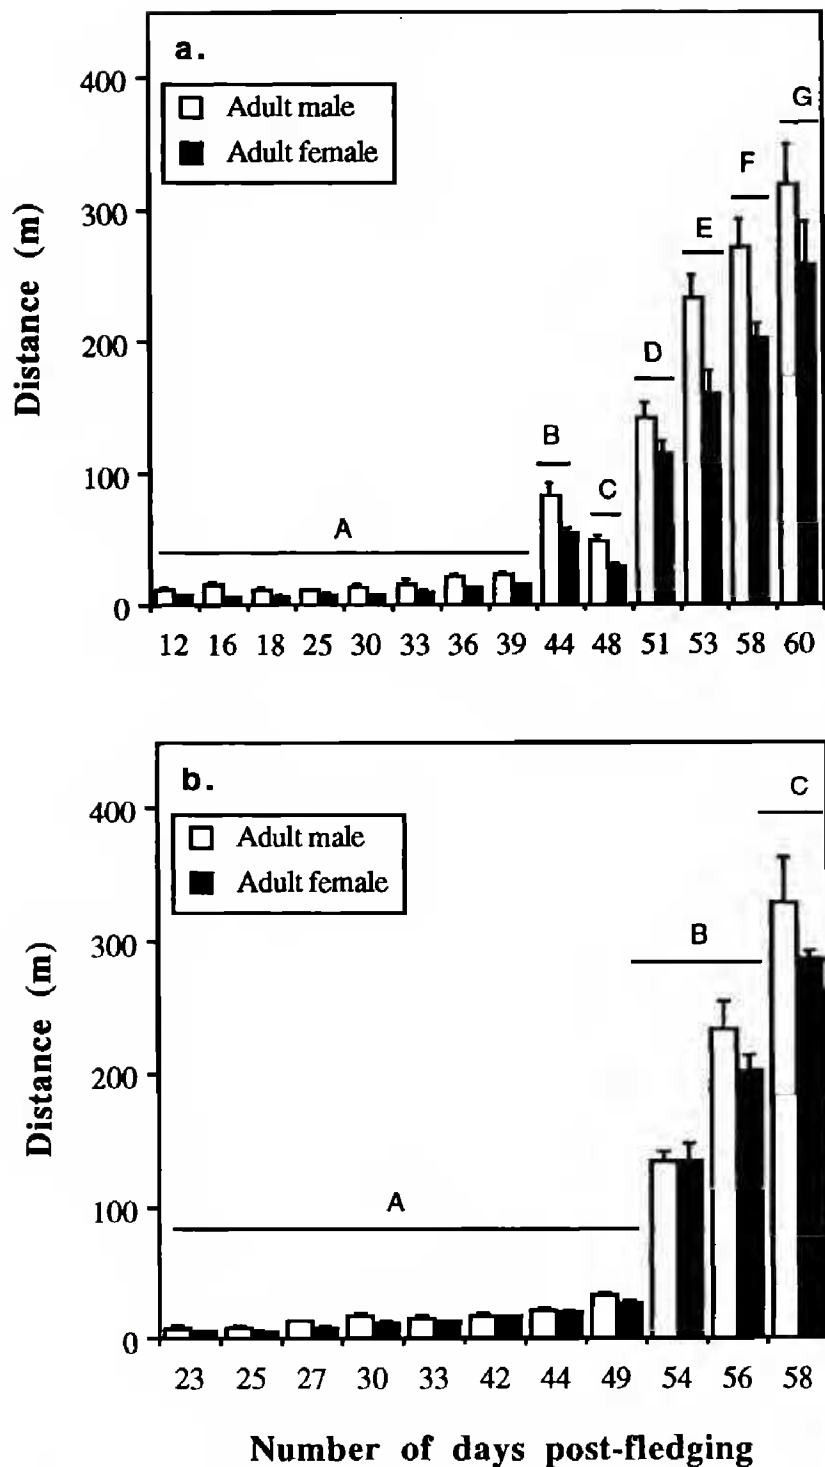 a.
Adult male
Adult female
Distance (m)
400
300
200
100
0
A
B
C
D
E
F
G
12 16 18 25 30 33 36 39 44 48 51 53 58 60
b.
Adult male
Adult female
Distance (m)
400
300
200
100
0
A
B
C
23 25 27 30 33 42 44 49 54 56 58
Number of days post-fledging